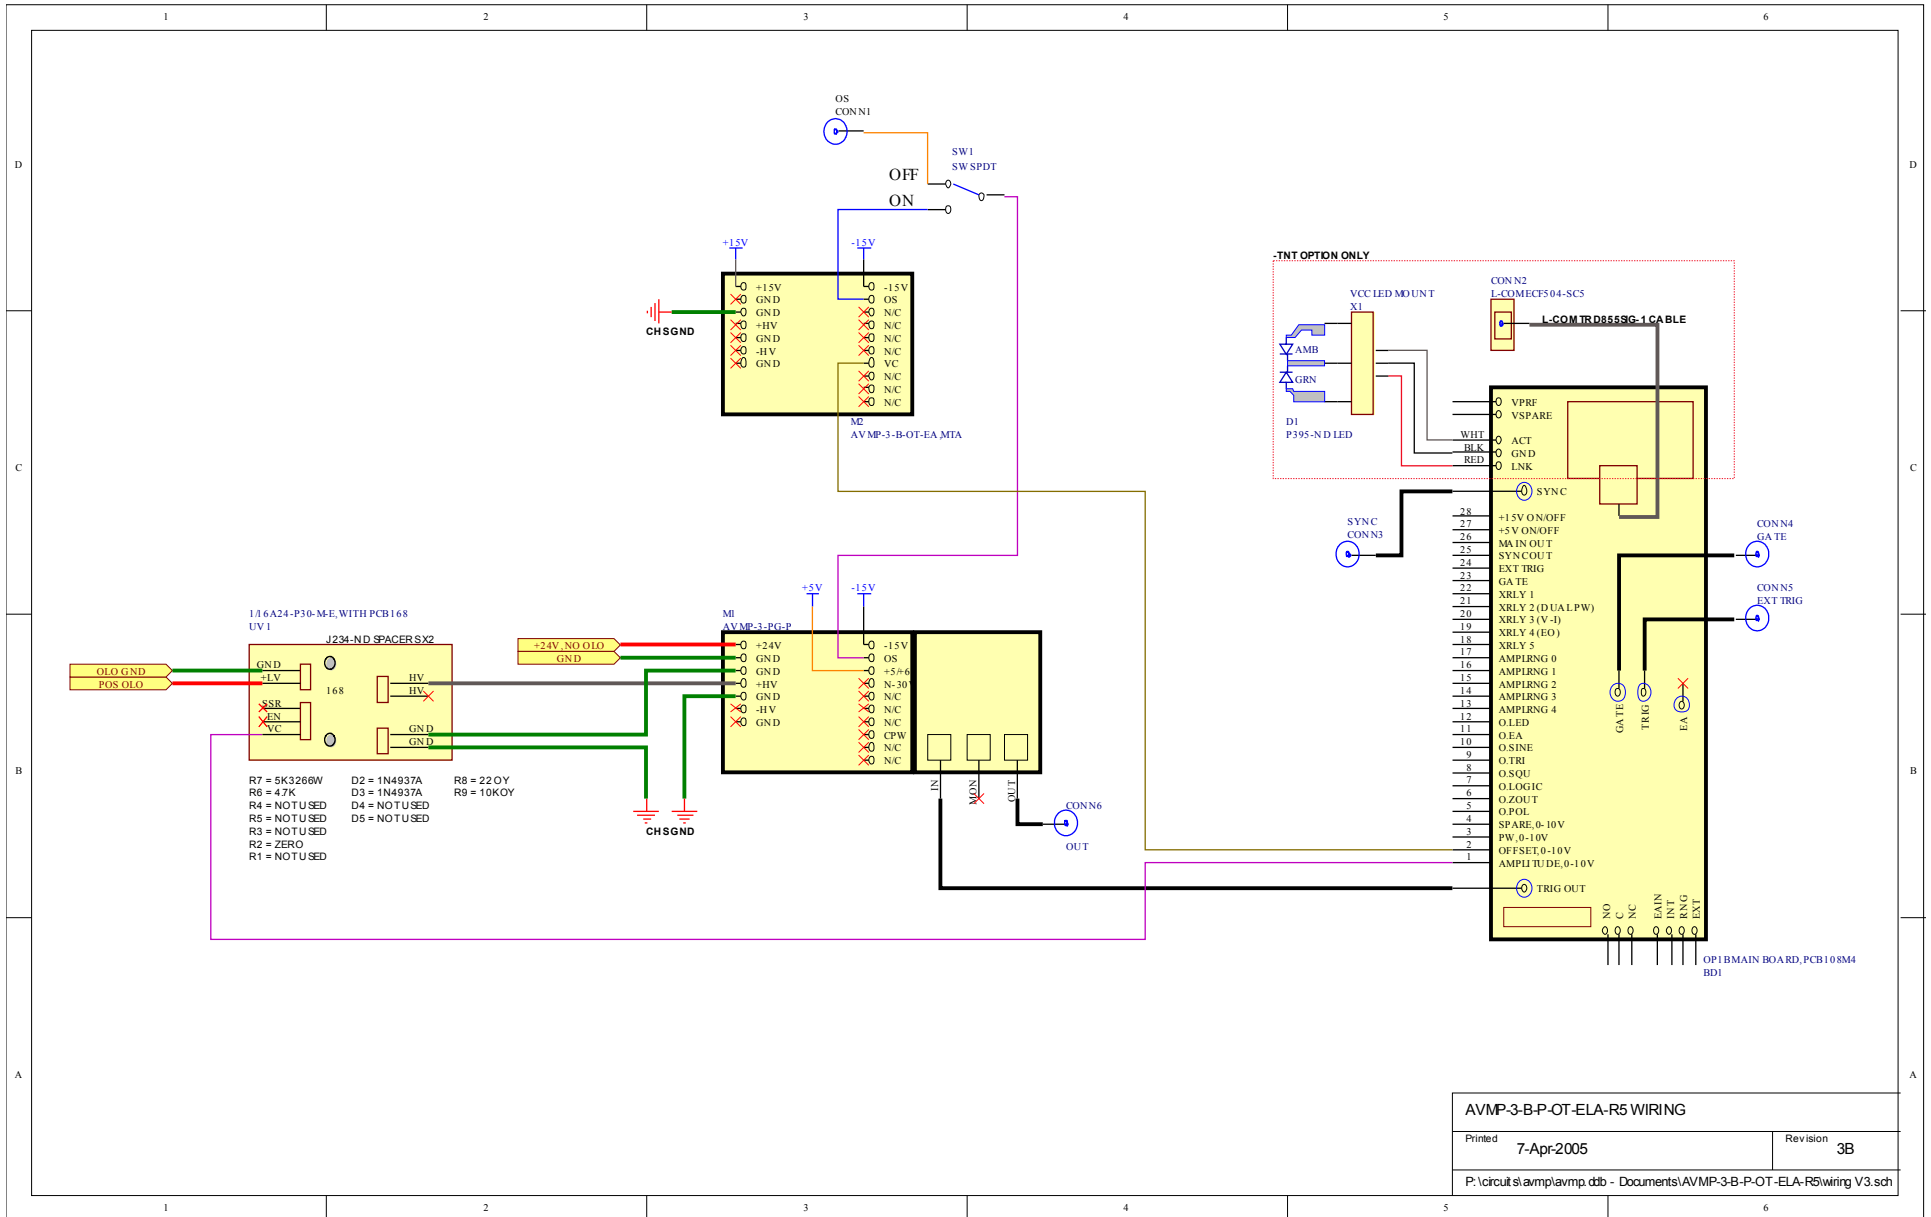 1 2 3 4 5 6
D D
C C
B B
A A
OS
CONN1
SW1
SW SPDT
OFF
ON
+15V
-15V
+15V
GND
GND
+HV
GND
-HV
GND
-15V
OS
N/C
N/C
N/C
N/C
VC
N/C
N/C
N/C
CHSGND
M2
AVMP-3-B-OT-EA,MTA
-TNT OPTION ONLY
VCC LED MOUNT
X1
AMB
GRN
D1
P395-ND LED
CONN2
L-COM ECF504-SC5
L-COM TRD855SIG-1 CABLE
WHT
BLK
RED
VPRF
VSPARE
ACT
GND
LNK
SYNC
SYNC
CONN3
28 +15V ON/OFF
27 +5V ON/OFF
26 MAIN OUT
25 SYNC OUT
24 EXT TRIG
23 GATE
22 XRLY 1
21 XRLY 2 (DUAL PW)
20 XRLY 3 (V-I)
19 XRLY 4 (EO)
18 XRLY 5
17 AMPLRNG 0
16 AMPLRNG 1
15 AMPLRNG 2
14 AMPLRNG 3
13 AMPLRNG 4
12 O.LED
11 O.EA
10 O.SINE
9 O.TRI
8 O.SQU
7 O.LOGIC
6 O.ZOUT
5 O.POL
4 SPARE, 0-10V
3 PW, 0-10V
2 OFFSET, 0-10V
1 AMPLITUDE, 0-10V
TRIG OUT
GATE
TRIG
EA
NO
C
NC
EAIN
INT
RNG
EXT
CONN4
GATE
CONN5
EXT TRIG
OP1B MAIN BOARD, PCB108M4
BD1
1/16A24-P30-M-E, WITH PCB168
UV1
J234-ND SPACERS X2
OLO GND
POS OLO
GND
+LV
168
SSR
EN
VC
HV
HV
GND
GND
R7 = 5K3266W
R6 = 4.7K
R4 = NOT USED
R5 = NOT USED
R3 = NOT USED
R2 = ZERO
R1 = NOT USED
D2 = 1N4937A
D3 = 1N4937A
D4 = NOT USED
D5 = NOT USED
R8 = 22OY
R9 = 10KOY
+24V, NO OLO
GND
+5V
-15V
M1
AVMP-3-PG-P
+24V
GND
GND
+HV
GND
-HV
GND
-15V
OS
+5/+6
N-30
N/C
N/C
N/C
CPW
N/C
N/C
IN
MON
OUT
CHSGND
CONN6
OUT
AVMP-3-B-P-OT-ELA-R5 WIRING
Printed 7-Apr-2005
Revision 3B
P:\circuits\avmp\avmp.ddb - Documents\AVMP-3-B-P-OT-ELA-R5\wiring V3.sch
1 2 3 4 5 6